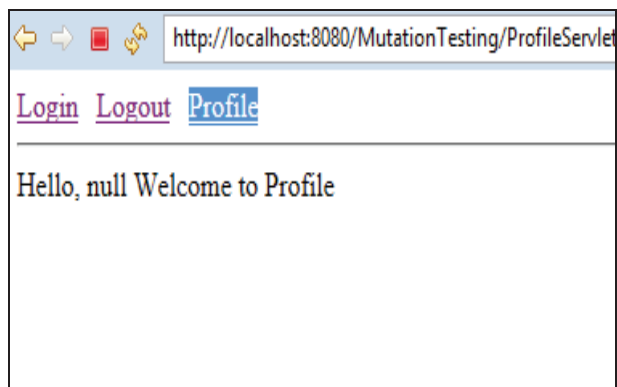 http://localhost:8080/MutationTesting/ProfileServlet
Login Logout Profile
Hello, null Welcome to Profile